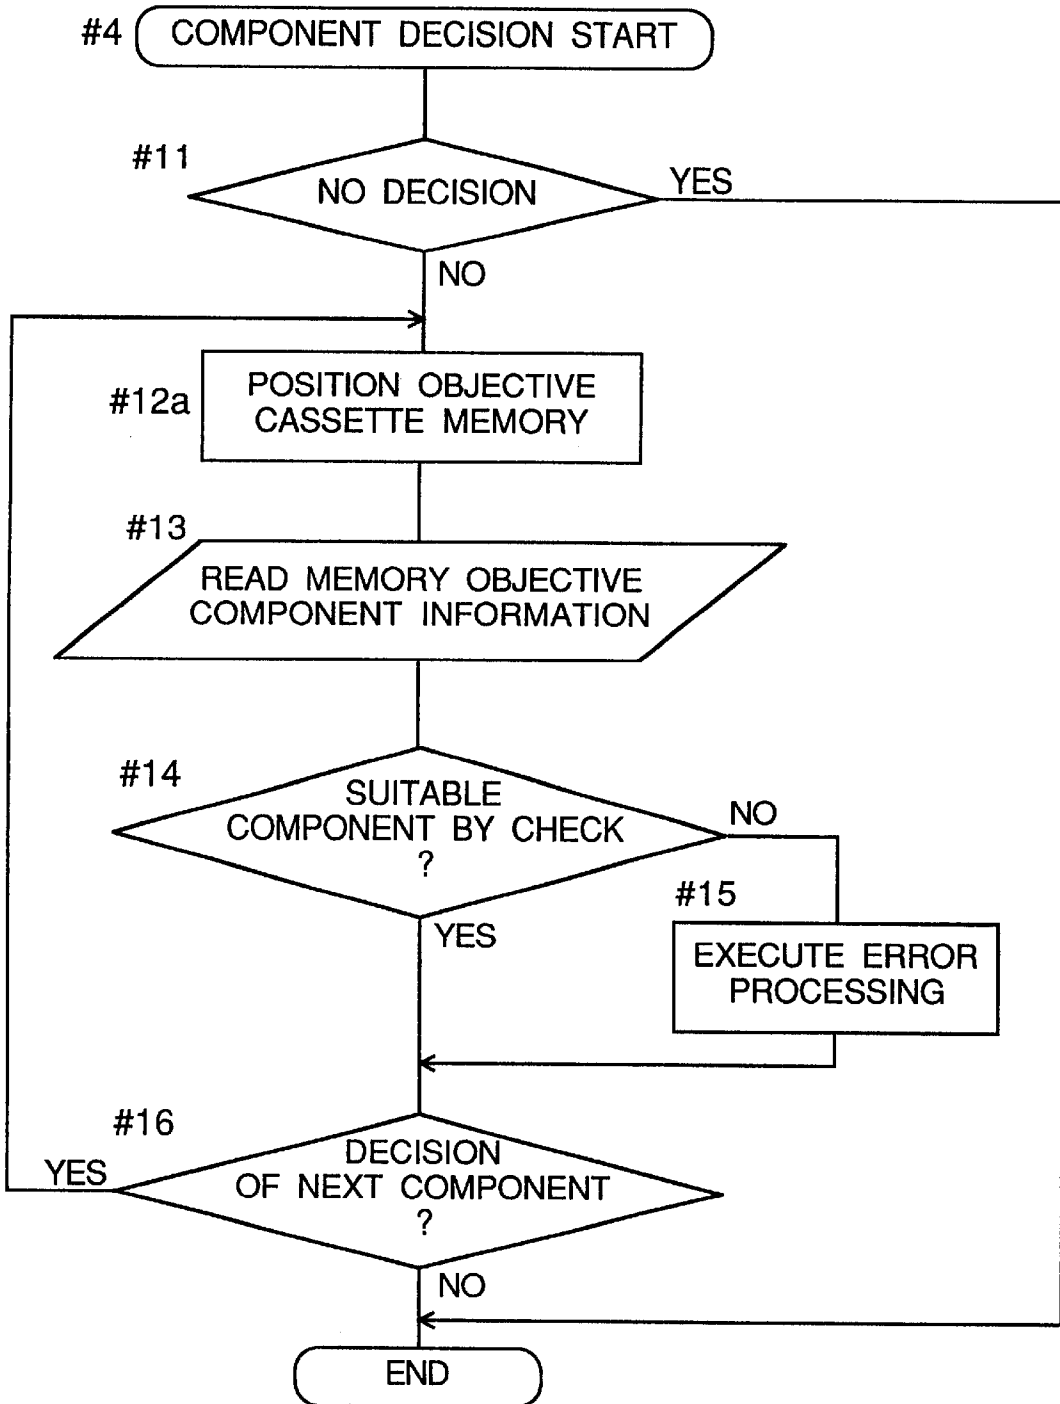 #4 COMPONENT DECISION START
#11
NO DECISION
YES
NO
#12a
POSITION OBJECTIVE
CASSETTE MEMORY
#13
READ MEMORY OBJECTIVE
COMPONENT INFORMATION
#14
SUITABLE
COMPONENT BY CHECK
?
NO
YES
#15
EXECUTE ERROR
PROCESSING
#16
DECISION
OF NEXT COMPONENT
?
YES
NO
END